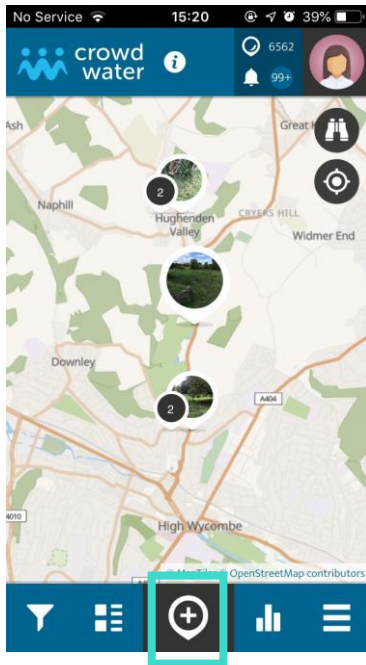 No Service 15:20 39%
crowd
water
i
6562
99+
Ash
Great
2
Naphill
Hughenden
Valley
CRYERS HILL
Widmer End
Downley
A404
2
4010
High Wycombe
OpenStreetMap contributors